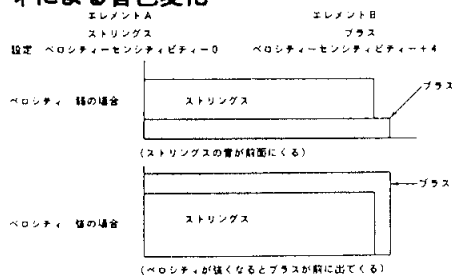 による音色変化
エレメントA エレメントB
ストリングス ブラス
設定 ベロシティーセンシティビティー0 ベロシティーセンシティビティー+4
ブラス
ベロシティ 弱の場合 ストリングス
(ストリングスの音が前面にくる)
ブラス
ベロシティ 強の場合 ストリングス
(ベロシティが強くなるとブラスが前に出てくる)